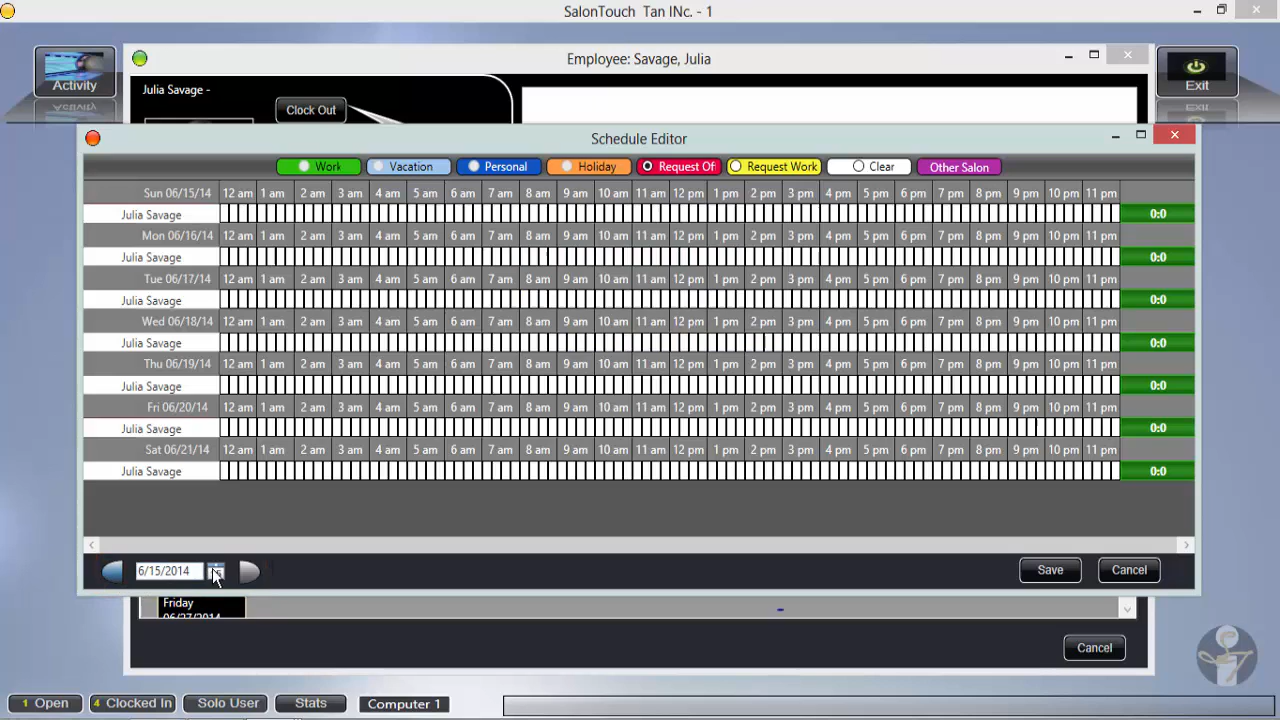 SalonTouch Tan INc. - 1
Activity
Employee: Savage, Julia
Exit
Julia Savage -
Clock Out
Schedule Editor
Work Vacation Personal Holiday Request Of Request Work Clear Other Salon
Sun 06/15/14 12 am 1 am 2 am 3 am 4 am 5 am 6 am 7 am 8 am 9 am 10 am 11 am 12 pm 1 pm 2 pm 3 pm 4 pm 5 pm 6 pm 7 pm 8 pm 9 pm 10 pm 11 pm
Julia Savage 0:0
Mon 06/16/14 12 am 1 am 2 am 3 am 4 am 5 am 6 am 7 am 8 am 9 am 10 am 11 am 12 pm 1 pm 2 pm 3 pm 4 pm 5 pm 6 pm 7 pm 8 pm 9 pm 10 pm 11 pm
Julia Savage 0:0
Tue 06/17/14 12 am 1 am 2 am 3 am 4 am 5 am 6 am 7 am 8 am 9 am 10 am 11 am 12 pm 1 pm 2 pm 3 pm 4 pm 5 pm 6 pm 7 pm 8 pm 9 pm 10 pm 11 pm
Julia Savage 0:0
Wed 06/18/14 12 am 1 am 2 am 3 am 4 am 5 am 6 am 7 am 8 am 9 am 10 am 11 am 12 pm 1 pm 2 pm 3 pm 4 pm 5 pm 6 pm 7 pm 8 pm 9 pm 10 pm 11 pm
Julia Savage 0:0
Thu 06/19/14 12 am 1 am 2 am 3 am 4 am 5 am 6 am 7 am 8 am 9 am 10 am 11 am 12 pm 1 pm 2 pm 3 pm 4 pm 5 pm 6 pm 7 pm 8 pm 9 pm 10 pm 11 pm
Julia Savage 0:0
Fri 06/20/14 12 am 1 am 2 am 3 am 4 am 5 am 6 am 7 am 8 am 9 am 10 am 11 am 12 pm 1 pm 2 pm 3 pm 4 pm 5 pm 6 pm 7 pm 8 pm 9 pm 10 pm 11 pm
Julia Savage 0:0
Sat 06/21/14 12 am 1 am 2 am 3 am 4 am 5 am 6 am 7 am 8 am 9 am 10 am 11 am 12 pm 1 pm 2 pm 3 pm 4 pm 5 pm 6 pm 7 pm 8 pm 9 pm 10 pm 11 pm
Julia Savage 0:0
6/15/2014 Save Cancel
Friday
06/27/2014
Cancel
1 Open 4 Clocked In Solo User Stats Computer 1